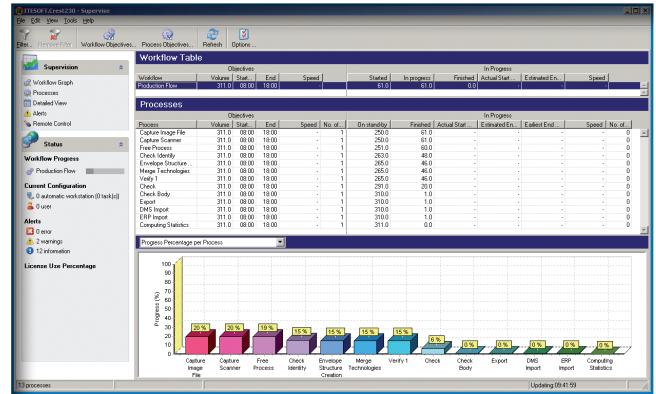 ITESOFT.Crest230 - Supervise
File Edit View Tools Help
Filter... Remove Filter Workflow Objectives... Process Objectives... Refresh Options...
Supervision
Workflow Graph
Processes
Detailed View
Alerts
Remote Control
Status
Workflow Progress
Production Flow
Current Configuration
0 automatic workstation (0 task(s))
0 user
Alerts
0 error
2 warnings
12 information
License Use Percentage
Workflow Table
Objectives In Progress
Workflow Volume Start... End Speed Started In progress Finished Actual Start ... Estimated En... Speed
Production Flow 311.0 08:00 18:00 - 61.0 61.0 0.0 - - -
Processes
Objectives In Progress
Process Volume Start... End Speed No. of... On standby Finished Actual Start ... Estimated En... Earliest End ... Speed No. of...
Capture Image File 311.0 08:00 18:00 - 1 250.0 61.0 - - - - 0
Capture Scanner 311.0 08:00 18:00 - 1 250.0 61.0 - - - - 0
Free Process 311.0 08:00 18:00 - 1 251.0 60.0 - - - - 0
Check Identify 311.0 08:00 18:00 - 1 263.0 48.0 - - - - 0
Envelope Structure ... 311.0 08:00 18:00 - 1 265.0 46.0 - - - - 0
Merge Technologies 311.0 08:00 18:00 - 1 265.0 46.0 - - - - 0
Verify 1 311.0 08:00 18:00 - 1 265.0 46.0 - - - - 0
Check 311.0 08:00 18:00 - 1 291.0 20.0 - - - - 0
Check Body 311.0 08:00 18:00 - 1 310.0 1.0 - - - - 0
Export 311.0 08:00 18:00 - 1 310.0 1.0 - - - - 0
DMS Import 311.0 08:00 18:00 - 1 310.0 1.0 - - - - 0
ERP Import 311.0 08:00 18:00 - 1 310.0 1.0 - - - - 0
Computing Statistics 311.0 08:00 18:00 - 1 311.0 0.0 - - - - 0
Progress Percentage per Process
Progress (%)
100
90
80
70
60
50
40
30
20
10
0
20 % 20 % 19 % 15 % 15 % 15 % 15 % 6 % 0 % 0 % 0 % 0 % 0 %
Capture Image File
Capture Scanner
Free Process
Check Identify
Envelope Structure Creation
Merge Technologies
Verify 1
Check
Check Body
Export
DMS Import
ERP Import
Computing Statistics
13 processes Updating 09:41:59